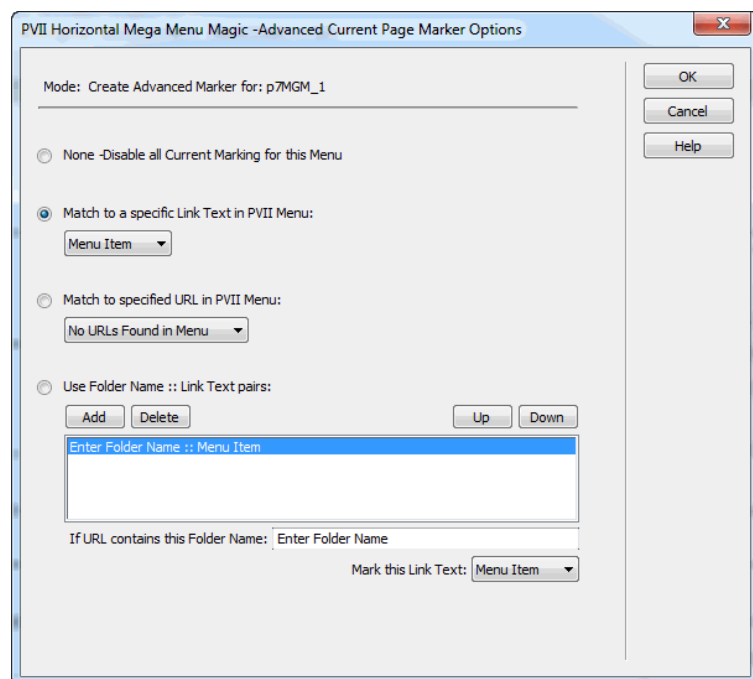 PVII Horizontal Mega Menu Magic -Advanced Current Page Marker Options
Mode: Create Advanced Marker for: p7MGM_1
OK
Cancel
Help
None -Disable all Current Marking for this Menu
Match to a specific Link Text in PVII Menu:
Menu Item
Match to specified URL in PVII Menu:
No URLs Found in Menu
Use Folder Name :: Link Text pairs:
Add Delete Up Down
Enter Folder Name :: Menu Item
If URL contains this Folder Name: Enter Folder Name
Mark this Link Text: Menu Item